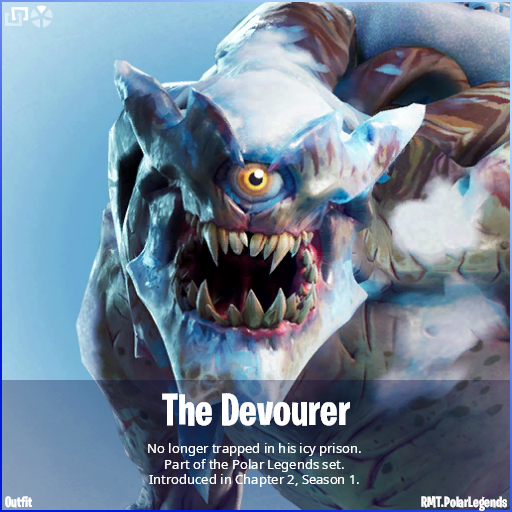 The Devourer
No longer trapped in his icy prison.
Part of the Polar Legends set.
Introduced in Chapter 2, Season 1.
Outfit
RMT.PolarLegends